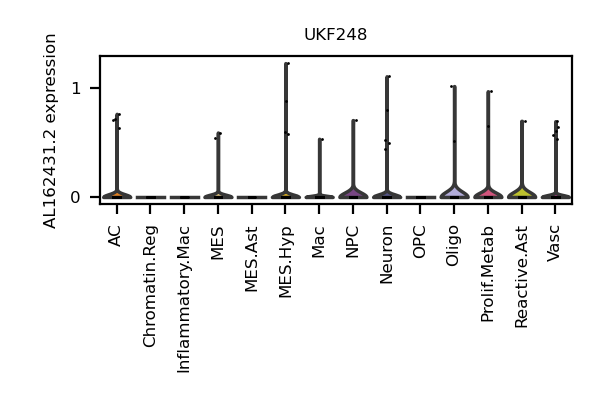 UKF248
AL162431.2 expression
1
0
AC
Chromatin.Reg
Inflammatory.Mac
MES
MES.Ast
MES.Hyp
Mac
NPC
Neuron
OPC
Oligo
Prolif.Metab
Reactive.Ast
Vasc